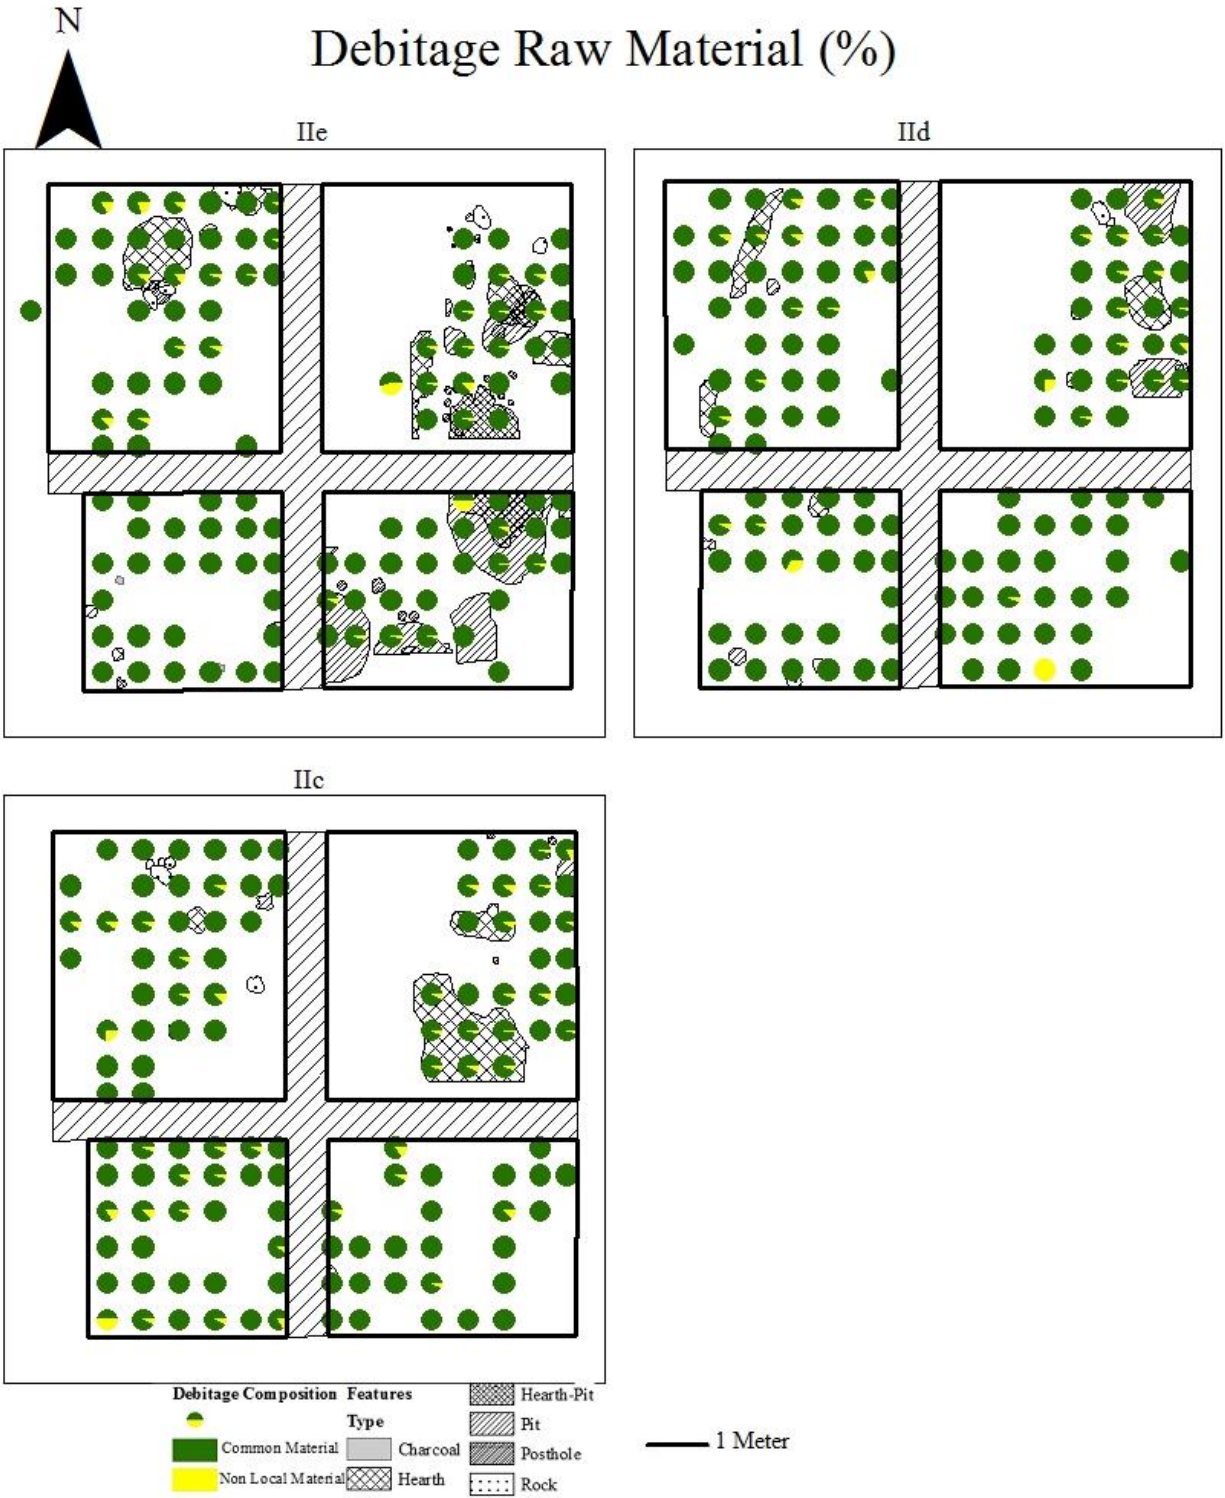 N
Debitage Raw Material (%)
IIe
IId
IIc
Debitage Composition
Common Material
Non Local Material
Features
Type
Charcoal
Hearth
Hearth-Pit
Pit
Posthole
Rock
1 Meter